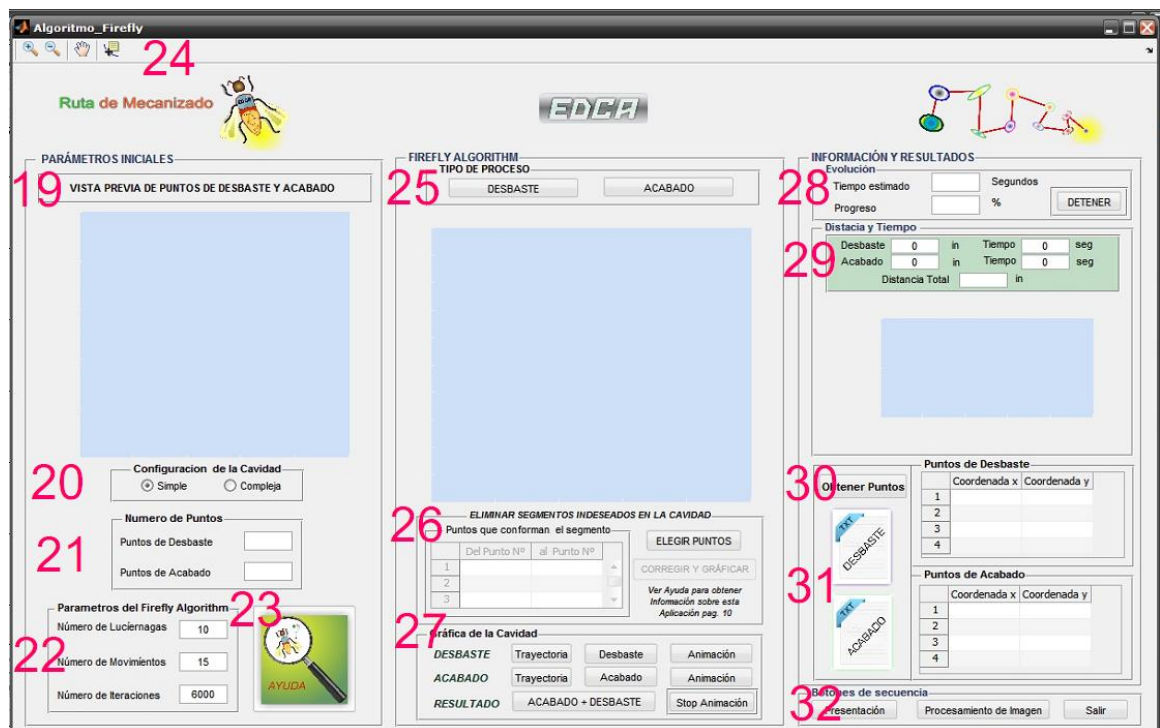 Algoritmo_Firefly
24
Ruta de Mecanizado
EDCA
EDCA
PARÁMETROS INICIALES
19
VISTA PREVIA DE PUNTOS DE DESBASTE Y ACABADO
20
Configuracion de la Cavidad
Simple
Compleja
21
Numero de Puntos
Puntos de Desbaste
Puntos de Acabado
22
Parametros del Firefly Algorithm
Número de Luciernagas 10
Número de Movimientos 15
Número de Iteraciones 6000
23
AYUDA
FIREFLY ALGORITHM
25
TIPO DE PROCESO
DESBASTE
ACABADO
26
ELIMINAR SEGMENTOS INDESEADOS EN LA CAVIDAD
Puntos que conforman el segmento
Del Punto Nº al Punto Nº
1
2
3
ELEGIR PUNTOS
CORREGIR Y GRÁFICAR
Ver Ayuda para obtener
Información sobre esta
Aplicación pag. 10
27
Gráfica de la Cavidad
DESBASTE Trayectoria Desbaste Animación
ACABADO Trayectoria Acabado Animación
RESULTADO ACABADO + DESBASTE Stop Animación
INFORMACIÓN Y RESULTADOS
28
Evolución
Tiempo estimado Segundos
Progreso %
DETENER
29
Distacia y Tiempo
Desbaste 0 in Tiempo 0 seg
Acabado 0 in Tiempo 0 seg
Distancia Total in
30
Obtener Puntos
31
TXT
DESBASTE
TXT
ACABADO
Puntos de Desbaste
Coordenada x Coordenada y
1
2
3
4
Puntos de Acabado
Coordenada x Coordenada y
1
2
3
4
32
Botones de secuencia
Presentación
Procesamiento de Imagen
Salir